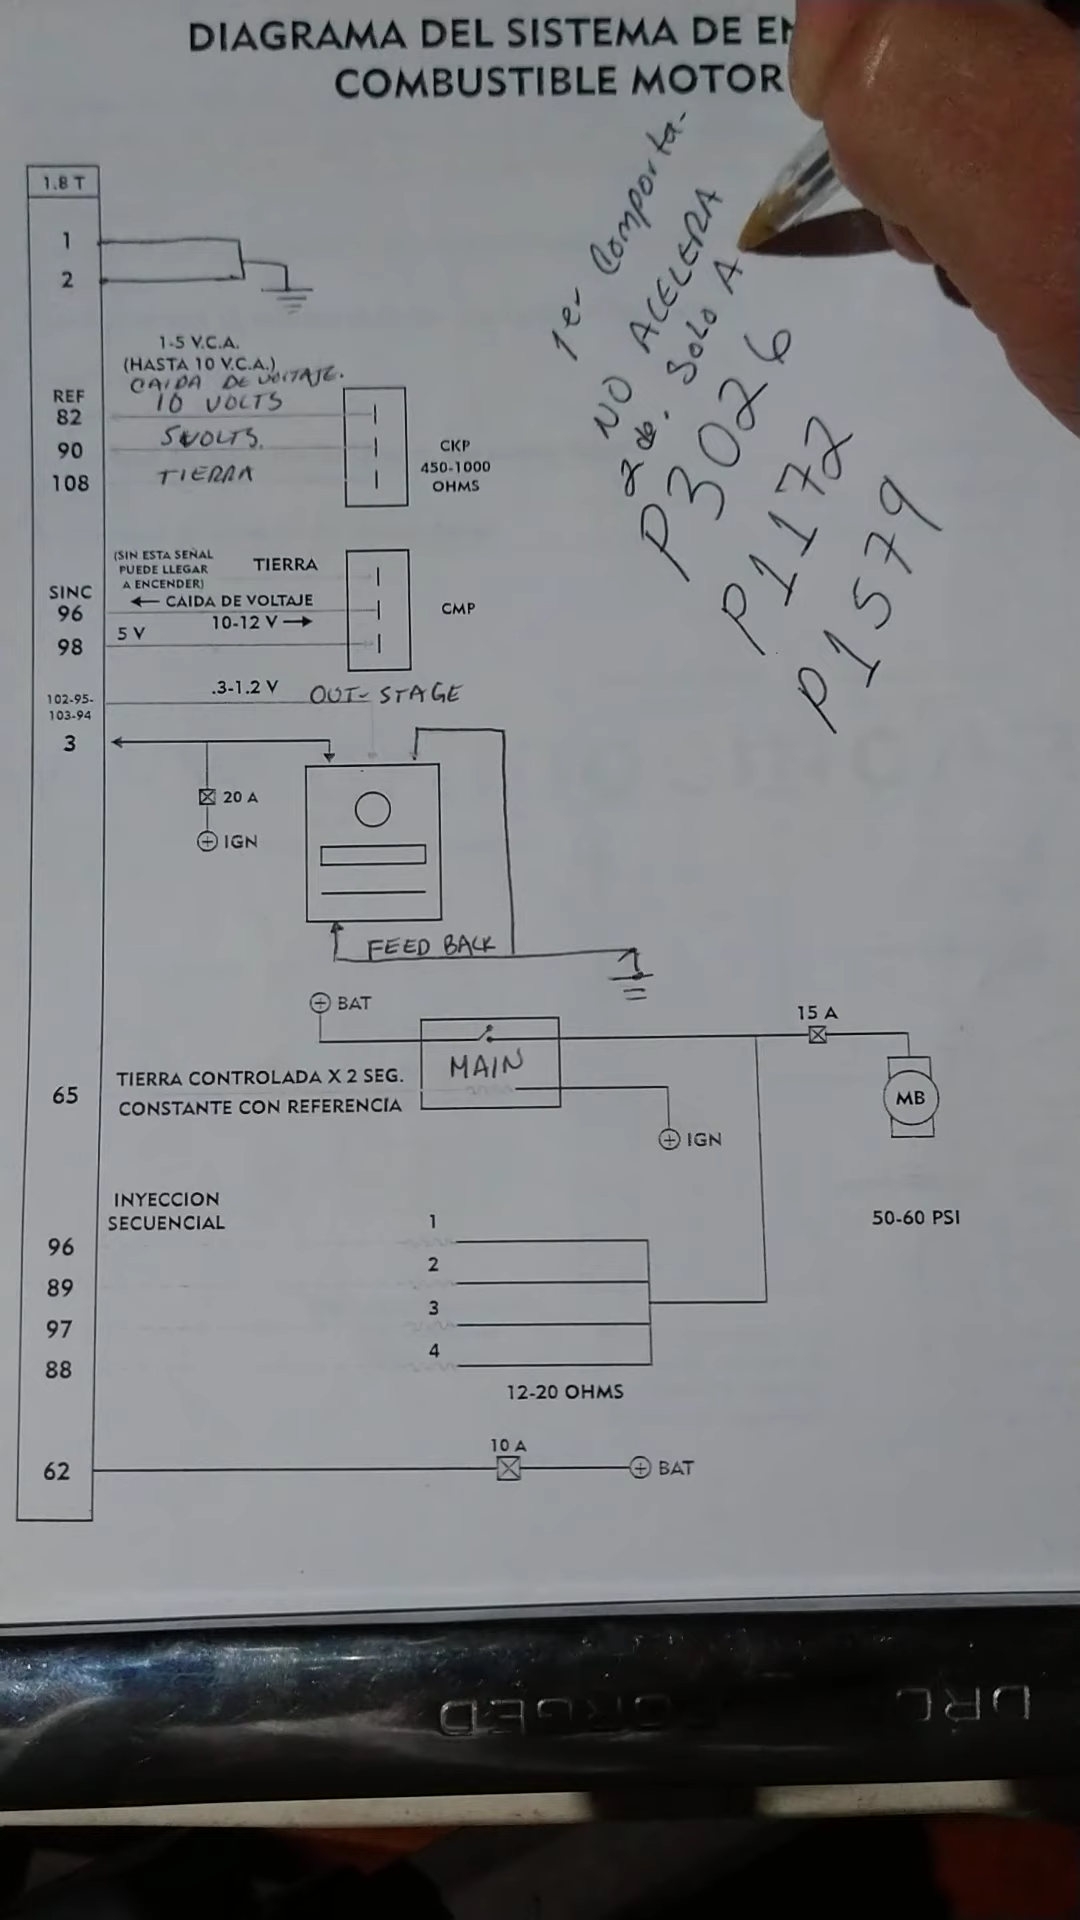 DIAGRAMA DEL SISTEMA DE
COMBUSTIBLE MOTOR
1er Comporta-
NO ACELERA
2do. SOLO A
P3026
P1172
P1579
1.8 T
1
2
1-5 V.C.A.
(HASTA 10 V.C.A.)
CAIDA DE VOLTAJE.
REF
82 10 VOLTS
90 5 VOLTS.
108 TIERRA
CKP
450-1000
OHMS
(SIN ESTA SEÑAL
PUEDE LLEGAR
A ENCENDER)
TIERRA
SINC
96 ← CAIDA DE VOLTAJE
10-12 V →
98 5 V
CMP
102-95-
103-94
.3-1.2 V OUT-STAGE
3
20 A
IGN
FEED BACK
BAT
15 A
MAIN
65 TIERRA CONTROLADA X 2 SEG.
CONSTANTE CON REFERENCIA
MB
IGN
50-60 PSI
INYECCION
SECUENCIAL
96 1
89 2
97 3
88 4
12-20 OHMS
10 A
62 BAT
FORGED